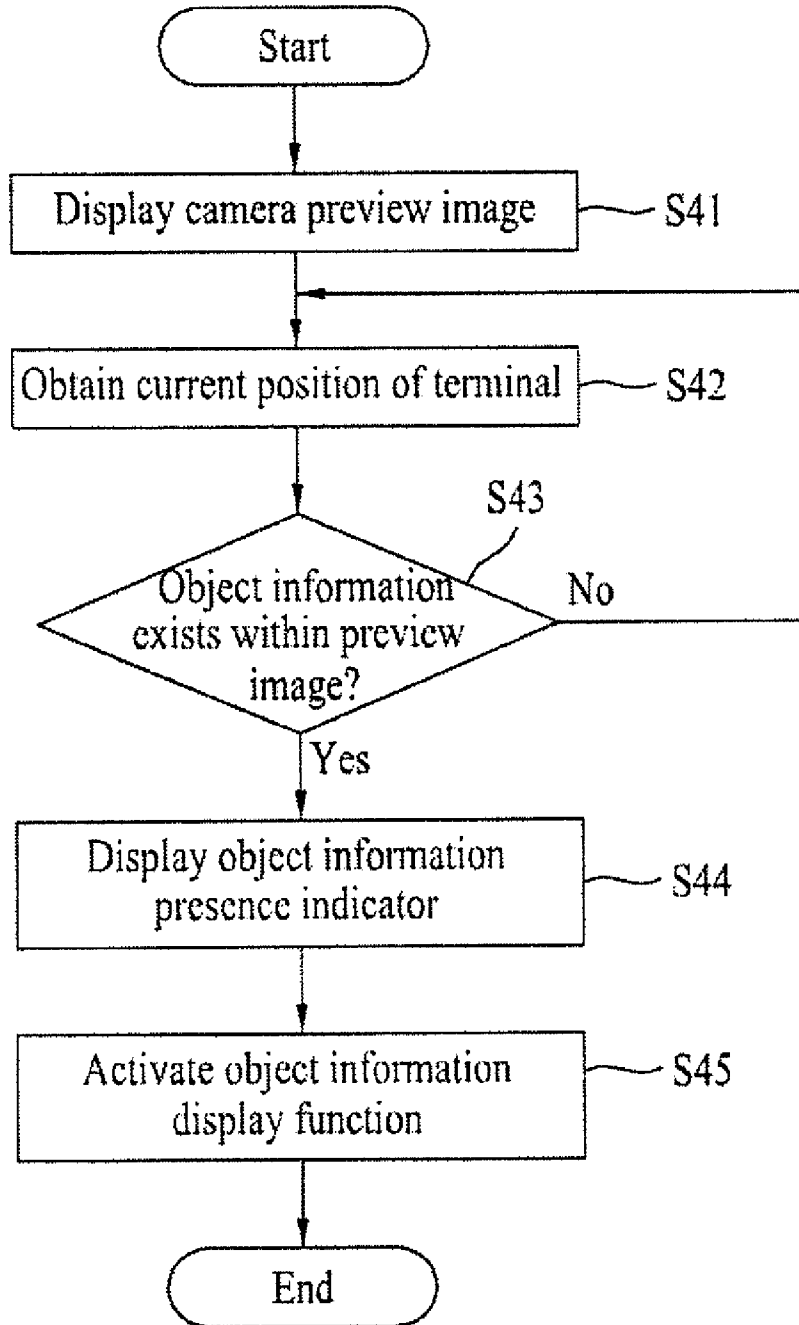 Start
Display camera preview image
S41
Obtain current position of terminal
S42
S43
Object information
exists within preview
image?
No
Yes
Display object information
presence indicator
S44
Activate object information
display function
S45
End